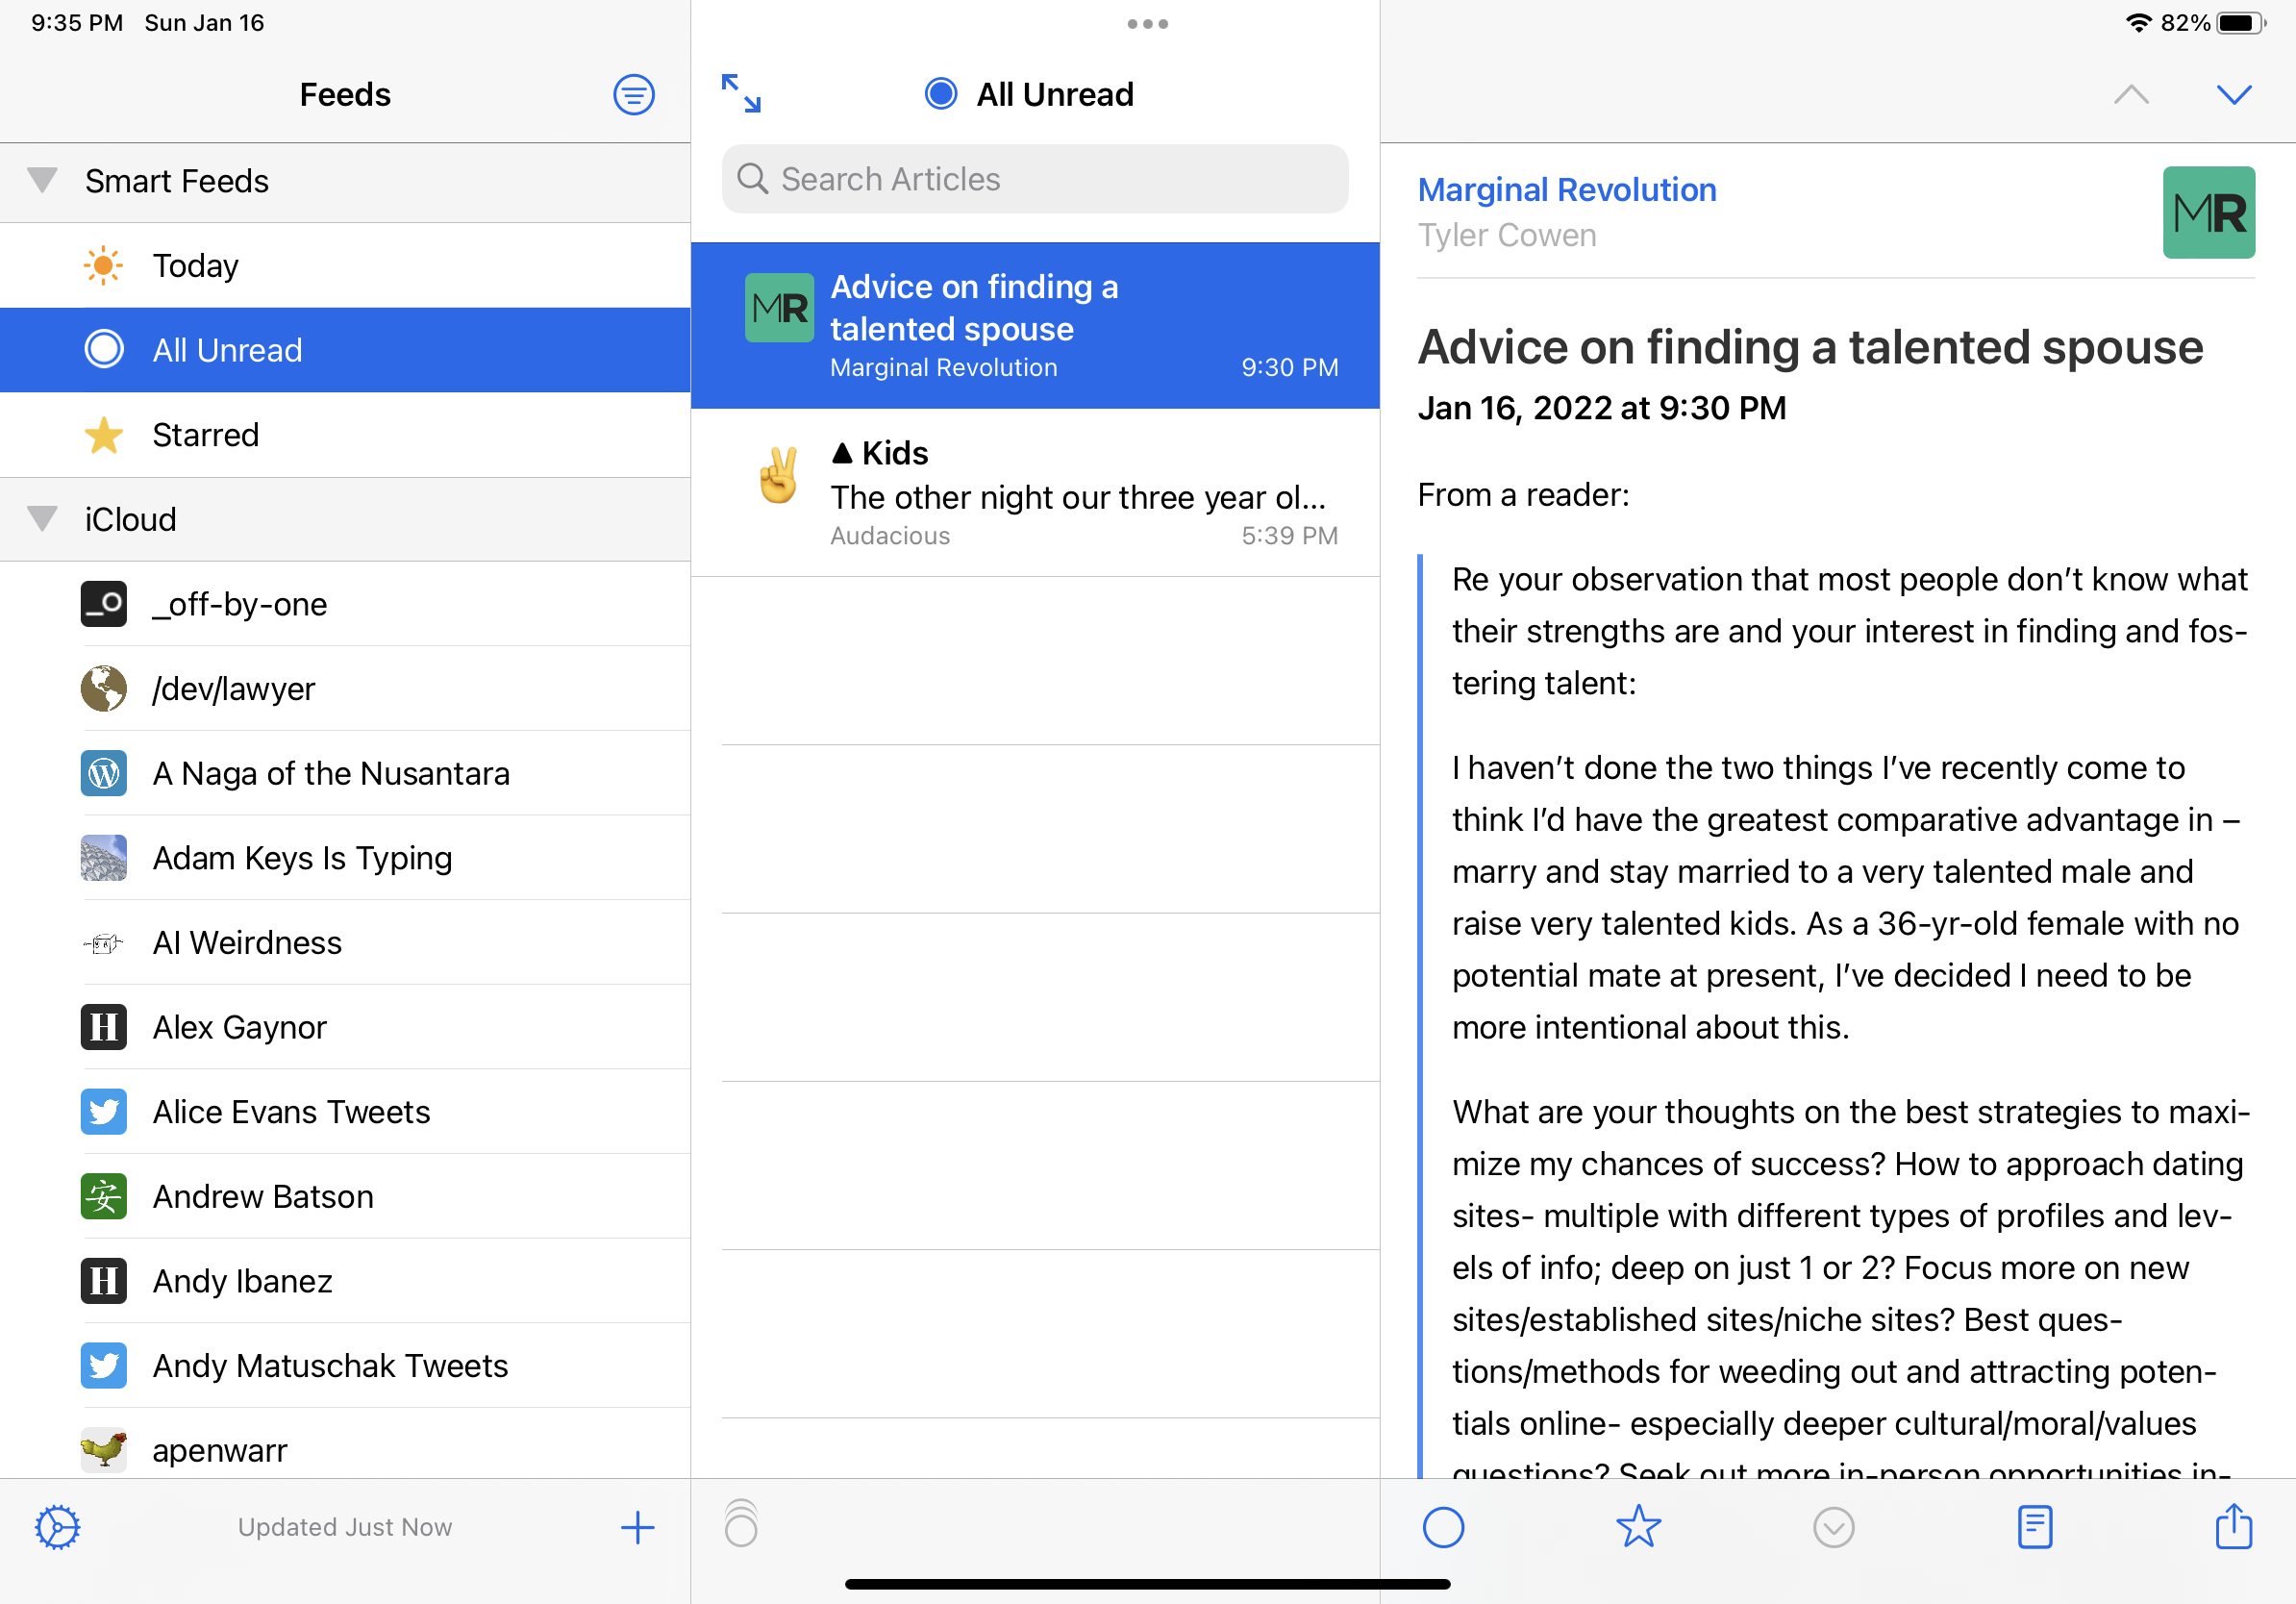 9:35 PM Sun Jan 16
82%
Feeds
Smart Feeds
Today
All Unread
Starred
iCloud
_off-by-one
/dev/lawyer
A Naga of the Nusantara
Adam Keys Is Typing
AI Weirdness
H
Alex Gaynor
Alice Evans Tweets
安
Andrew Batson
H
Andy Ibanez
Andy Matuschak Tweets
apenwarr
Updated Just Now
All Unread
Search Articles
MR
Advice on finding a
talented spouse
Marginal Revolution 9:30 PM
▲ Kids
The other night our three year ol...
Audacious 5:39 PM
Marginal Revolution
Tyler Cowen
MR
Advice on finding a talented spouse
Jan 16, 2022 at 9:30 PM
From a reader:
Re your observation that most people don’t know what
their strengths are and your interest in finding and fos-
tering talent:
I haven’t done the two things I’ve recently come to
think I’d have the greatest comparative advantage in –
marry and stay married to a very talented male and
raise very talented kids. As a 36-yr-old female with no
potential mate at present, I’ve decided I need to be
more intentional about this.
What are your thoughts on the best strategies to maxi-
mize my chances of success? How to approach dating
sites- multiple with different types of profiles and lev-
els of info; deep on just 1 or 2? Focus more on new
sites/established sites/niche sites? Best ques-
tions/methods for weeding out and attracting poten-
tials online- especially deeper cultural/moral/values
questions? Seek out more in-person opportunities in-